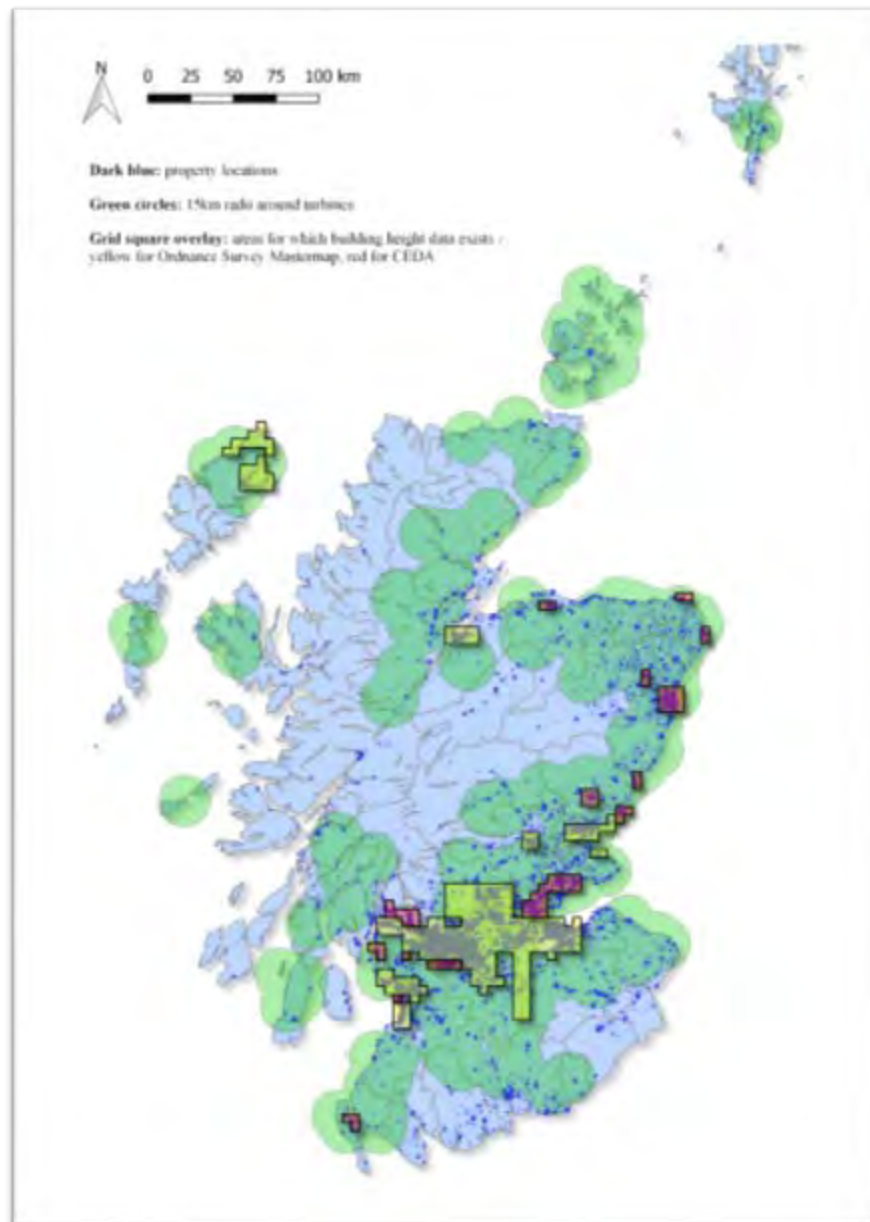 N
0 25 50 75 100 km
Dark blue: property locations
Green circles: 15km radii around turbines
Grid square overlay: areas for which building height data exists
yellow for Ordnance Survey Mastermap, red for CEDA